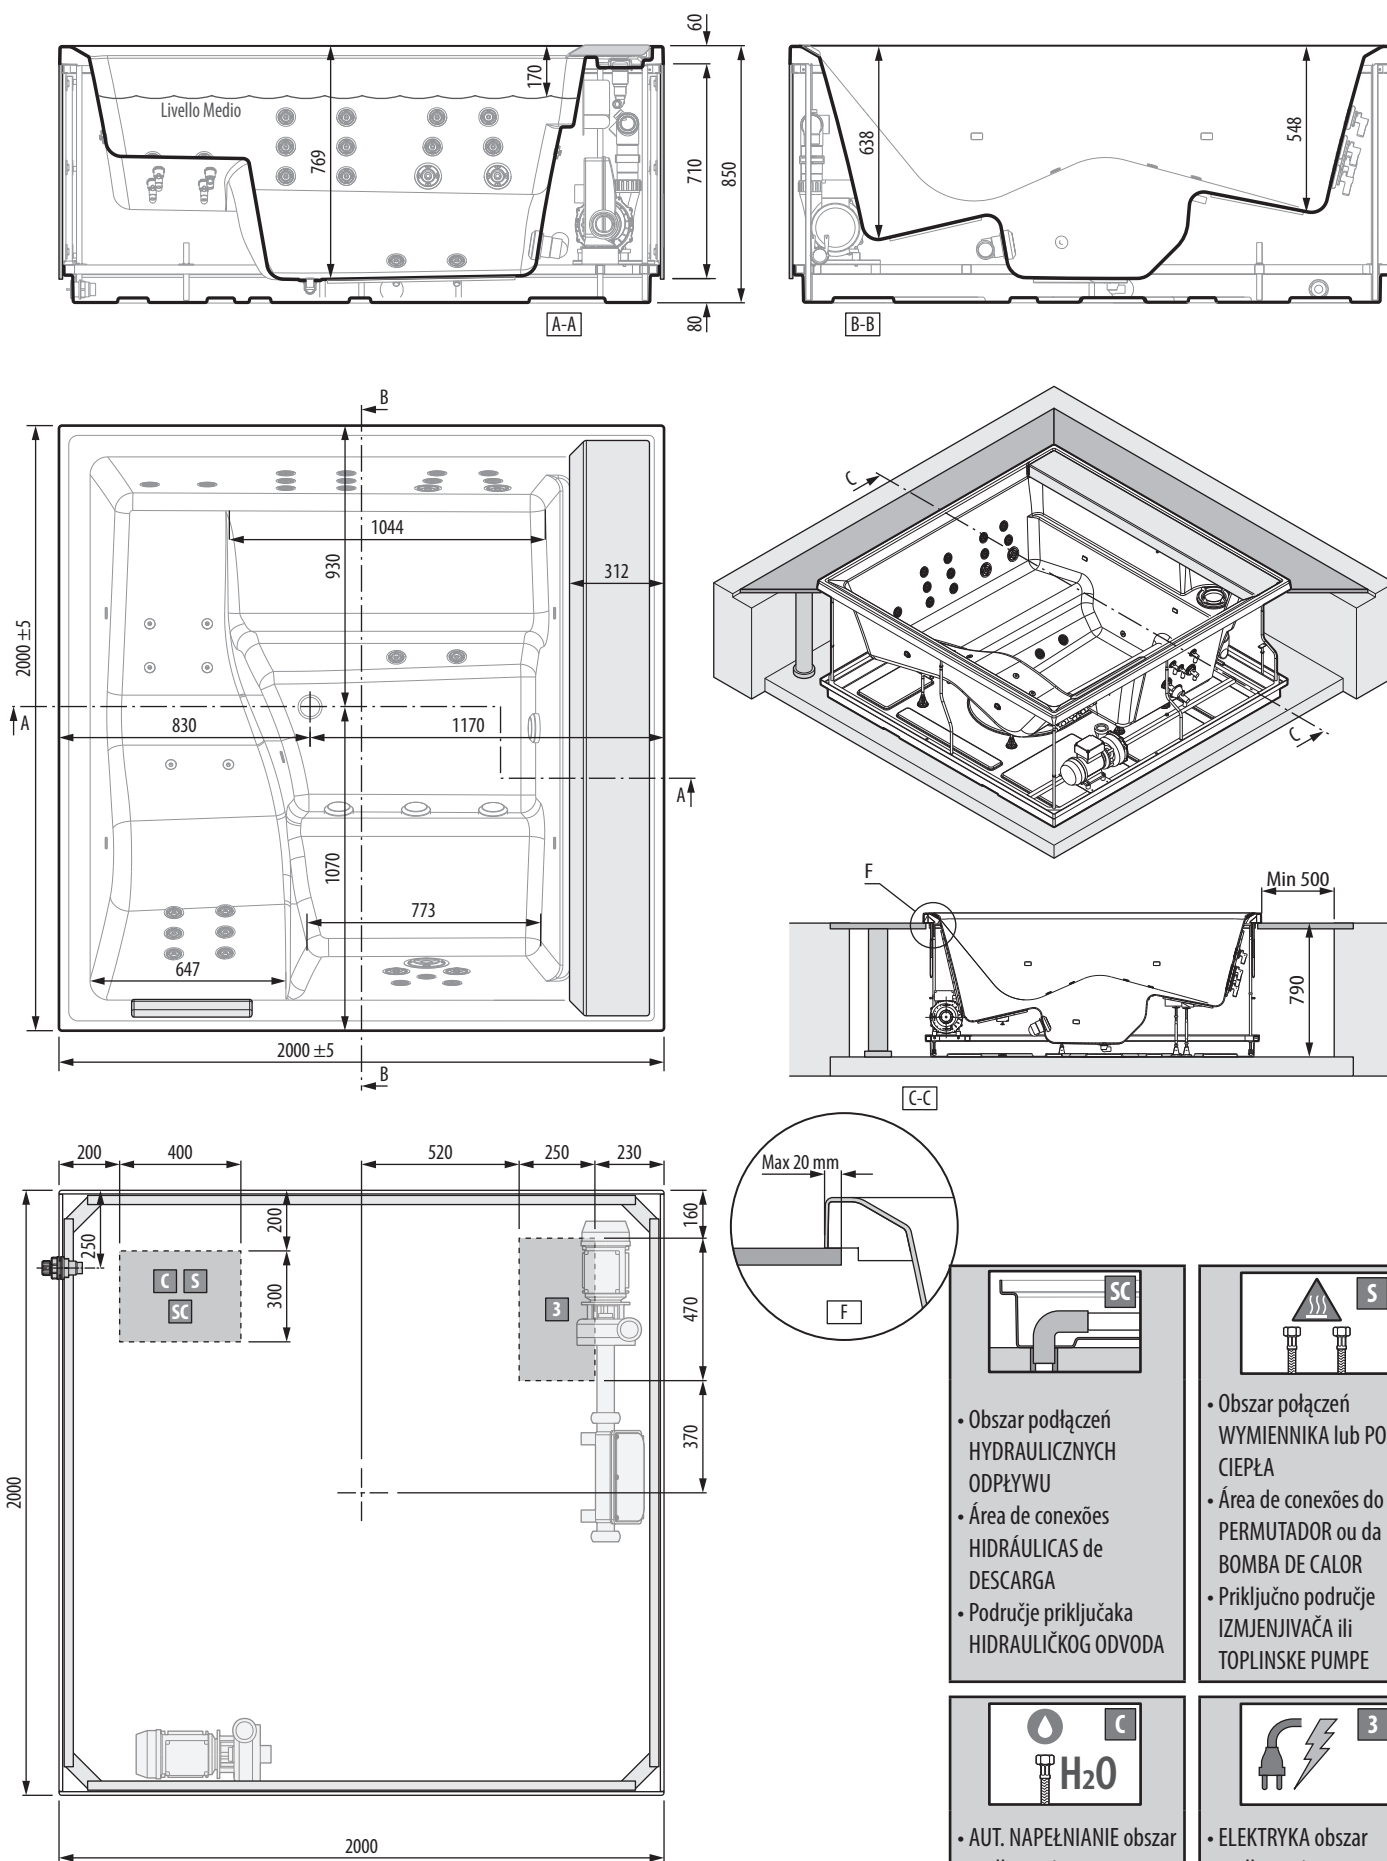 60
170
Livello Medio
769
710
850
80
A-A
638
548
B-B
B
1044
930
312
2000 ±5
A
830
1170
A
1070
773
647
2000 ±5
B
C
C
F
Min 500
790
C-C
200
400
520
250
230
250
200
300
160
470
370
C
S
SC
3
2000
2000
Max 20 mm
F
SC
• Obszar podłączeń
HYDRAULICZNYCH
ODPŁYWU
• Área de conexões
HIDRÁULICAS de
DESCARGA
• Područje priključaka
HIDRAULIČKOG ODVODA
S
• Obszar połączeń
WYMIENNIKA lub PO
CIEPŁA
• Área de conexões do
PERMUTADOR ou da
BOMBA DE CALOR
• Priključno područje
IZMJENJIVAČA ili
TOPLINSKE PUMPE
C
H2O
• AUT. NAPEŁNIANIE obszar
3
• ELEKTRYKA obszar